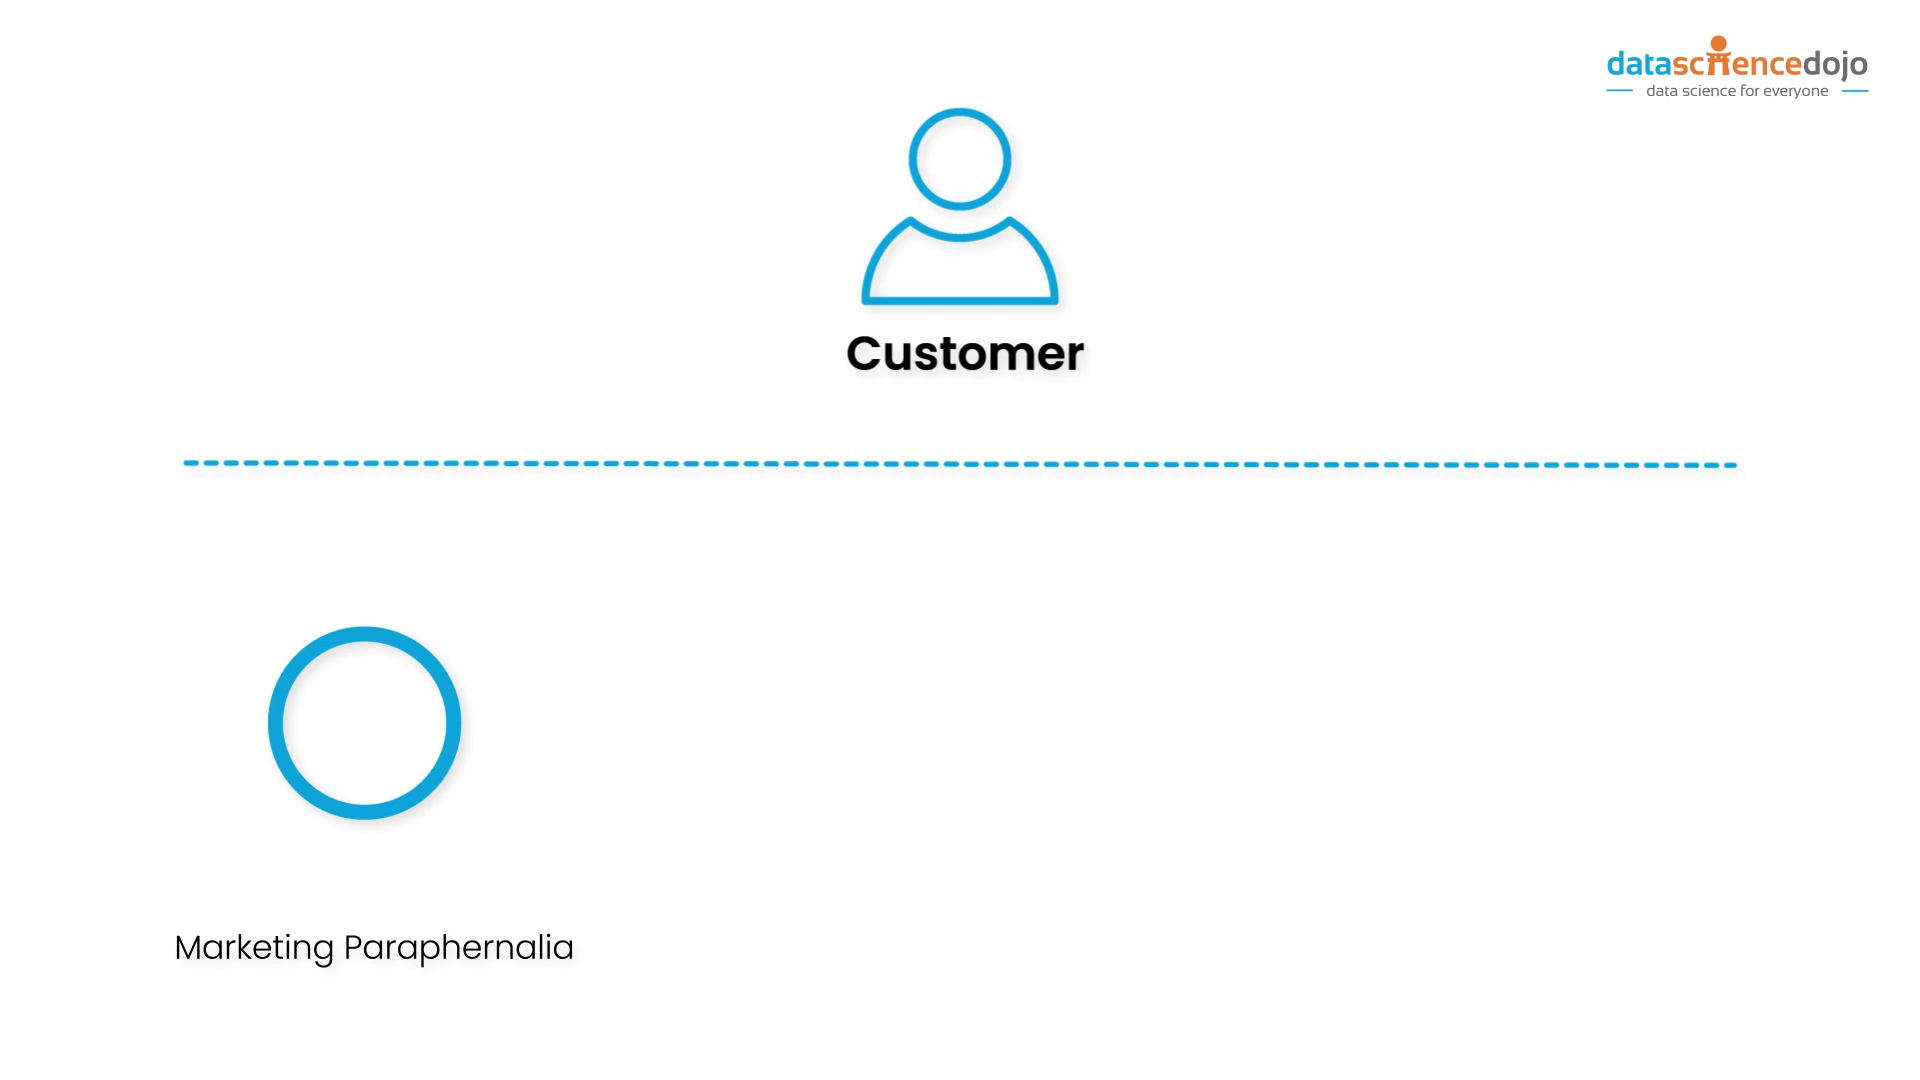 datasciencedojo
data science for everyone
Customer
Marketing Paraphernalia